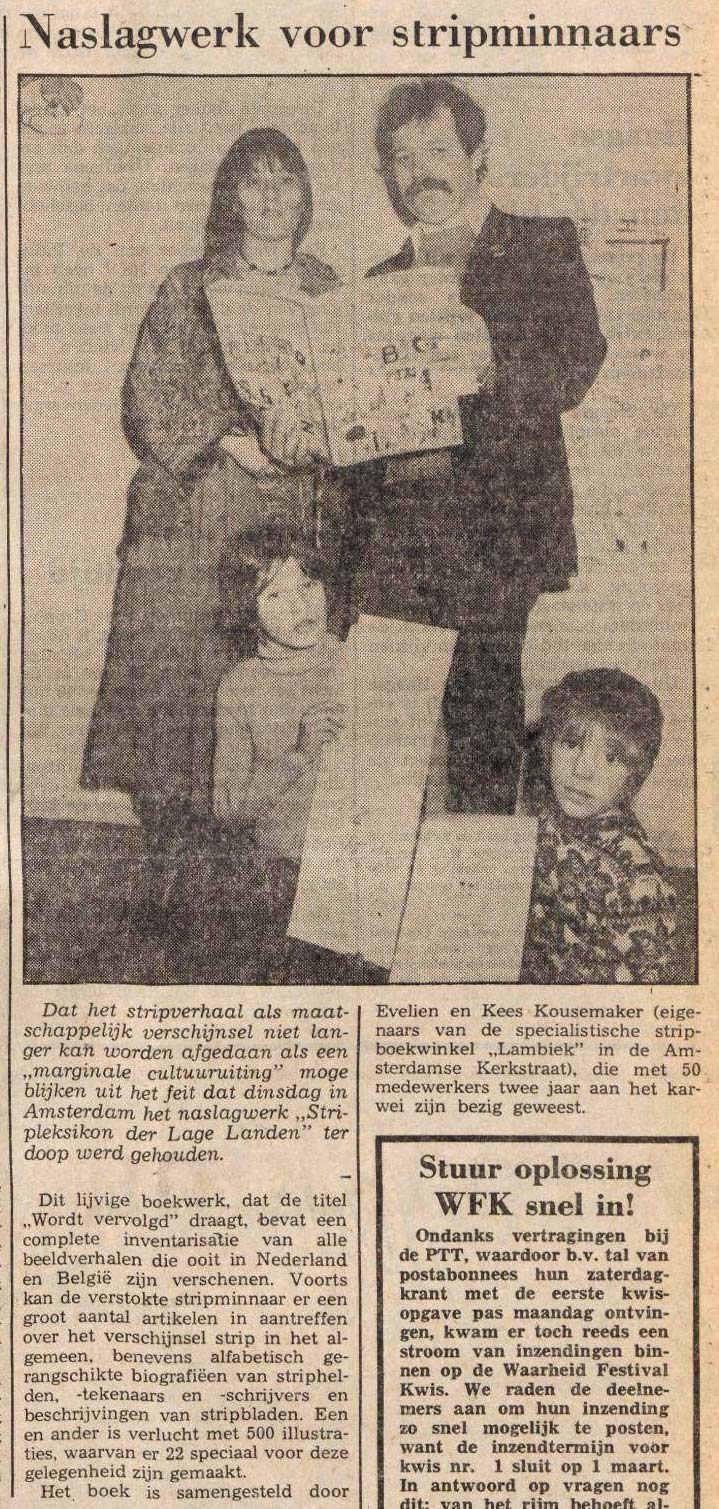 Naslagwerk voor stripminnaars
B G
K
Dat het stripverhaal als maat-
schappelijk verschijnsel niet lan-
ger kan worden afgedaan als een
„marginale cultuuruiting” moge
blijken uit het feit dat dinsdag in
Amsterdam het naslagwerk „Stri-
pleksikon der Lage Landen” ter
doop werd gehouden.
Dit lijvige boekwerk, dat de titel
„Wordt vervolgd” draagt, bevat een
complete inventarisatie van alle
beeldverhalen die ooit in Nederland
en België zijn verschenen. Voorts
kan de verstokte stripminnaar er een
groot aantal artikelen in aantreffen
over het verschijnsel strip in het al-
gemeen, benevens alfabetisch ge-
rangschikte biografiëen van striphel-
den, -tekenaars en -schrijvers en
beschrijvingen van stripbladen. Een
en ander is verlucht met 500 illustra-
ties, waarvan er 22 speciaal voor deze
gelegenheid zijn gemaakt.
Het boek is samengesteld door
Evelien en Kees Kousemaker (eige-
naars van de specialistische strip-
boekwinkel „Lambiek” in de Am-
sterdamse Kerkstraat), die met 50
medewerkers twee jaar aan het kar-
wei zijn bezig geweest.
Stuur oplossing
WFK snel in!
Ondanks vertragingen bij
de PTT, waardoor b.v. tal van
postabonnees hun zaterdag-
krant met de eerste kwis-
opgave pas maandag ontvin-
gen, kwam er toch reeds een
stroom van inzendingen bin-
nen op de Waarheid Festival
Kwis. We raden de deelne-
mers aan om hun inzending
zo snel mogelijk te posten,
want de inzendtermijn voor
kwis nr. 1 sluit op 1 maart.
In antwoord op vragen nog
dit: van het rijm behoeft al-